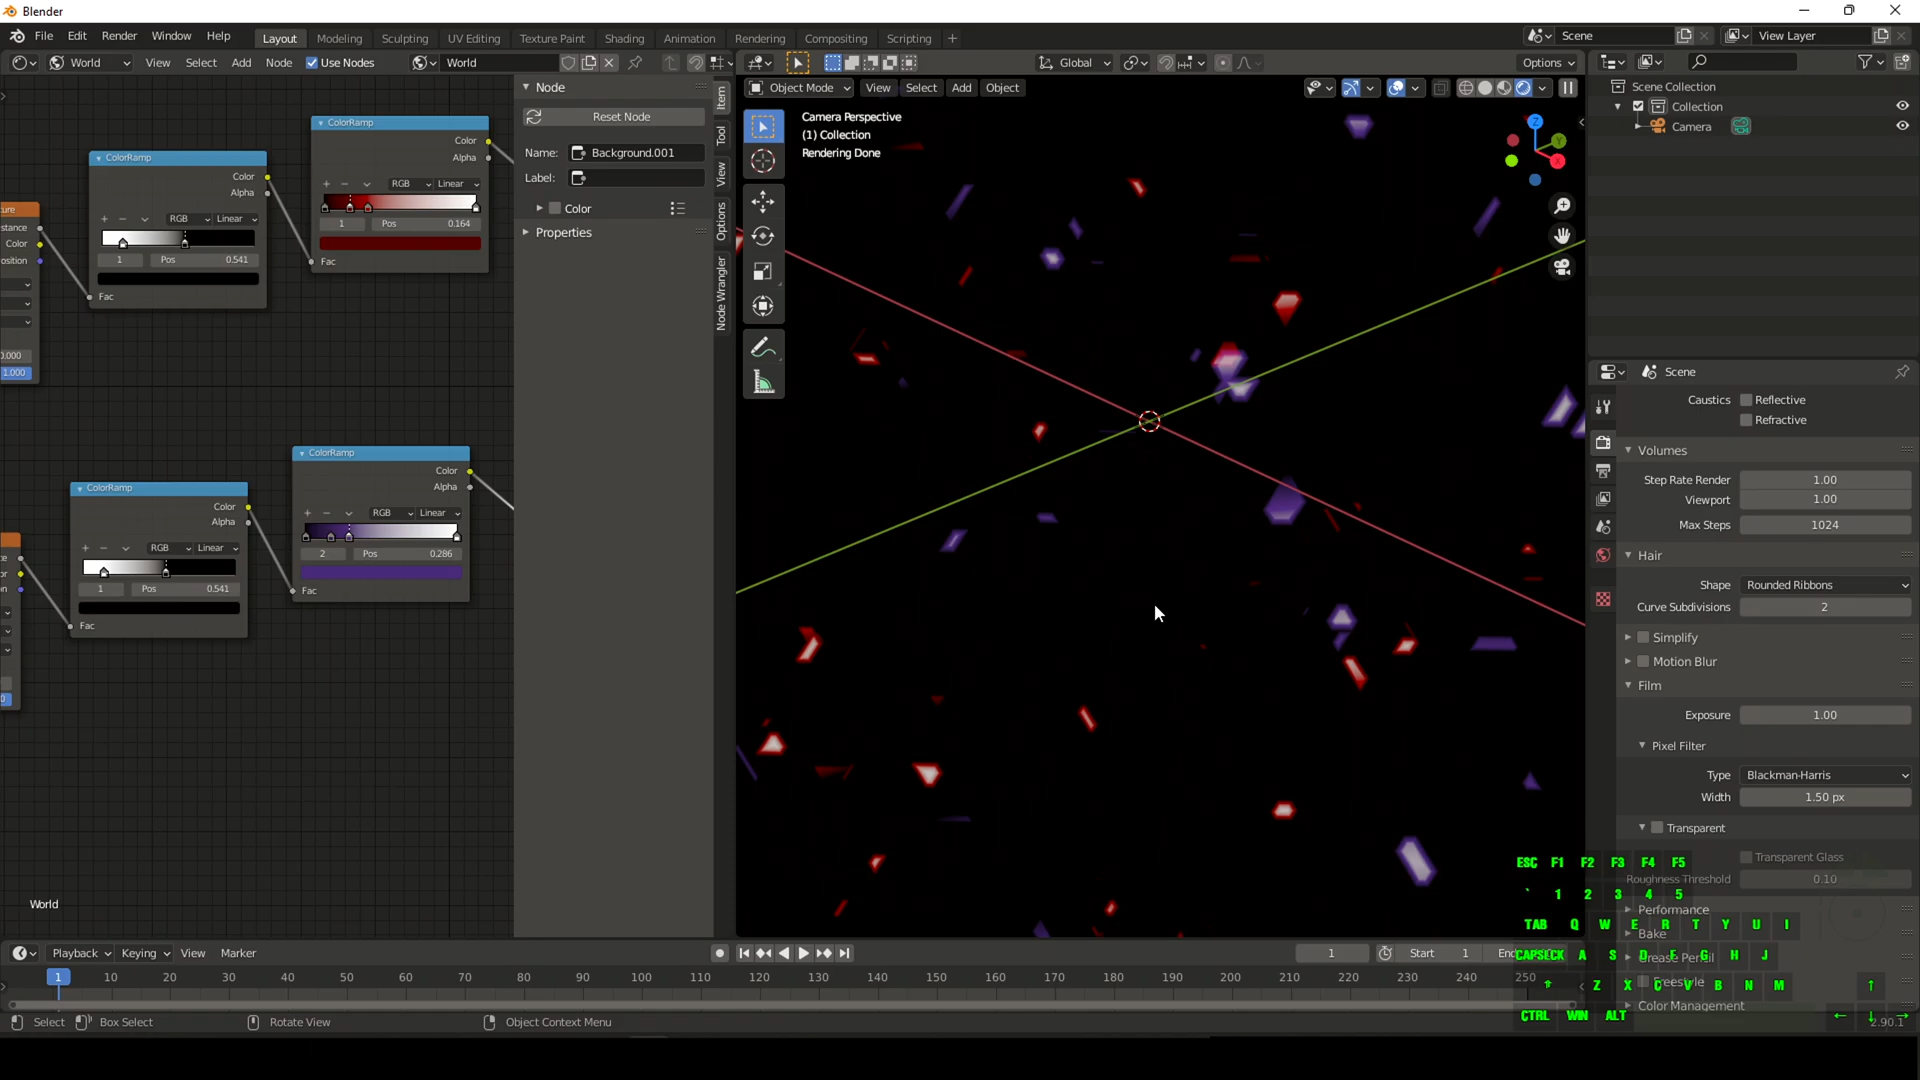 Blender
File Edit Render Window Help Layout Modeling Sculpting UV Editing Texture Paint Shading Animation Rendering Compositing Scripting + Scene View Layer
World View Select Add Node Use Nodes World Global Options
Object Mode View Select Add Object
Node
Reset Node
Name: Background.001
Label:
Color
Properties
Item
Tool
View
Options
Node Wrangler
ColorRamp
Color
Alpha
RGB Linear
1 Pos 0.164
Fac
ColorRamp
Color
Alpha
RGB Linear
1 Pos 0.541
Fac
ture
stance
Color
osition
0.000
1.000
ColorRamp
Color
Alpha
RGB Linear
2 Pos 0.286
Fac
ColorRamp
Color
Alpha
RGB Linear
1 Pos 0.541
Fac
World
Camera Perspective
(1) Collection
Rendering Done
Z
Y
X
Scene Collection
Collection
Camera
Scene
Caustics Reflective
Refractive
Volumes
Step Rate Render 1.00
Viewport 1.00
Max Steps 1024
Hair
Shape Rounded Ribbons
Curve Subdivisions 2
Simplify
Motion Blur
Film
Exposure 1.00
Pixel Filter
Type Blackman-Harris
Width 1.50 px
Transparent
Transparent Glass
Roughness Threshold 0.10
Performance
Bake
Grease Pencil
Freestyle
Color Management
ESC F1 F2 F3 F4 F5
` 1 2 3 4 5
TAB Q W E R T Y U I
CAPSLCK A S D F G H J
Z X C V B N M
CTRL WIN ALT
Playback Keying View Marker 1 Start 1 End
1 10 20 30 40 50 60 70 80 90 100 110 120 130 140 150 160 170 180 190 200 210 220 230 240 250
Select Box Select Rotate View Object Context Menu 2.90.1